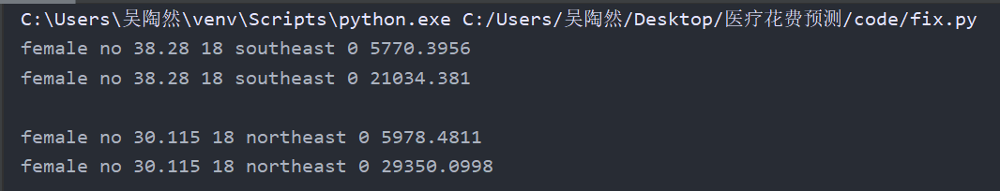 C:\Users\吴陶然\venv\Scripts\python.exe C:/Users/吴陶然/Desktop/医疗花费预测/code/fix.py
female no 38.28 18 southeast 0 5770.3956
female no 38.28 18 southeast 0 21034.381
female no 30.115 18 northeast 0 5978.4811
female no 30.115 18 northeast 0 29350.0998